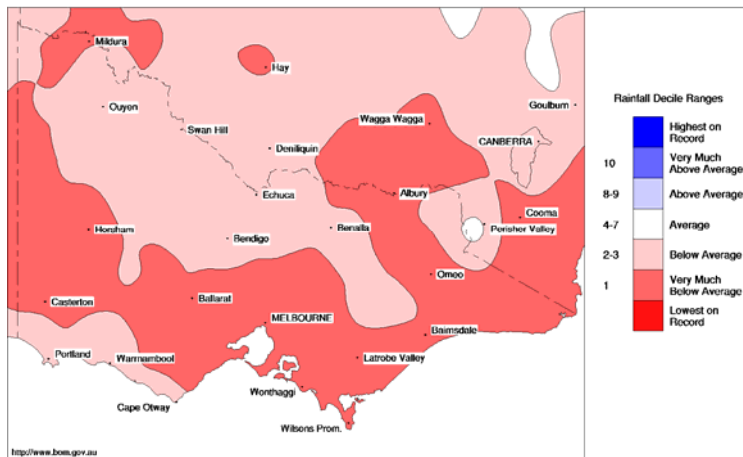 Mildura
Hay
Ouyen
Goulburn
Wagga Wagga
Swan Hill
CANBERRA
Deniliquin
Echuca
Albury
Cooma
Horsham
Benalla
Perisher Valley
Bendigo
Omeo
Casterton
Ballarat
MELBOURNE
Bairnsdale
Portland
Warrnambool
Latrobe Valley
Wonthaggi
Cape Otway
Wilsons Prom.
http://www.bom.gov.au
Rainfall Decile Ranges
Highest on
Record
10
Very Much
Above Average
8-9
Above Average
4-7
Average
2-3
Below Average
1
Very Much
Below Average
Lowest on
Record